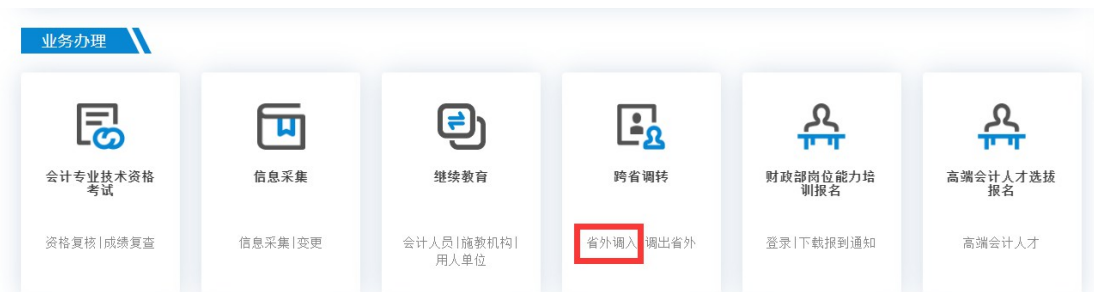 业务办理
会计专业技术资格
考试
资格复核|成绩复查
信息采集
信息采集|变更
继续教育
会计人员|施教机构|
用人单位
跨省调转
省外调入 调出省外
财政部岗位能力培
训报名
登录|下载报到通知
高端会计人才选拔
报名
高端会计人才